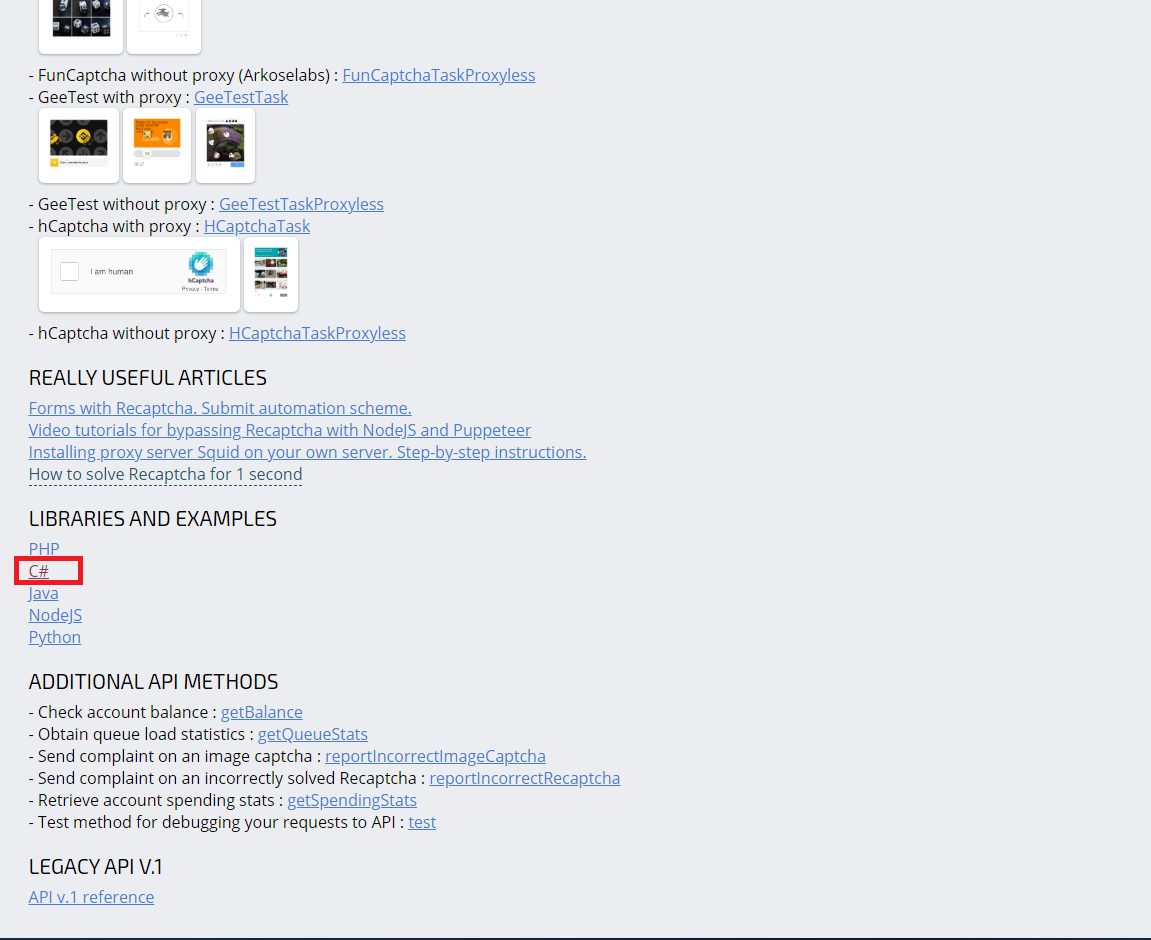 - FunCaptcha without proxy (Arkoselabs) : FunCaptchaTaskProxyless
- GeeTest with proxy : GeeTestTask
- GeeTest without proxy : GeeTestTaskProxyless
- hCaptcha with proxy : HCaptchaTask
I am human
hCaptcha
Privacy - Terms
- hCaptcha without proxy : HCaptchaTaskProxyless
REALLY USEFUL ARTICLES
Forms with Recaptcha. Submit automation scheme.
Video tutorials for bypassing Recaptcha with NodeJS and Puppeteer
Installing proxy server Squid on your own server. Step-by-step instructions.
How to solve Recaptcha for 1 second
LIBRARIES AND EXAMPLES
PHP
C#
Java
NodeJS
Python
ADDITIONAL API METHODS
- Check account balance : getBalance
- Obtain queue load statistics : getQueueStats
- Send complaint on an image captcha : reportIncorrectImageCaptcha
- Send complaint on an incorrectly solved Recaptcha : reportIncorrectRecaptcha
- Retrieve account spending stats : getSpendingStats
- Test method for debugging your requests to API : test
LEGACY API V.1
API v.1 reference